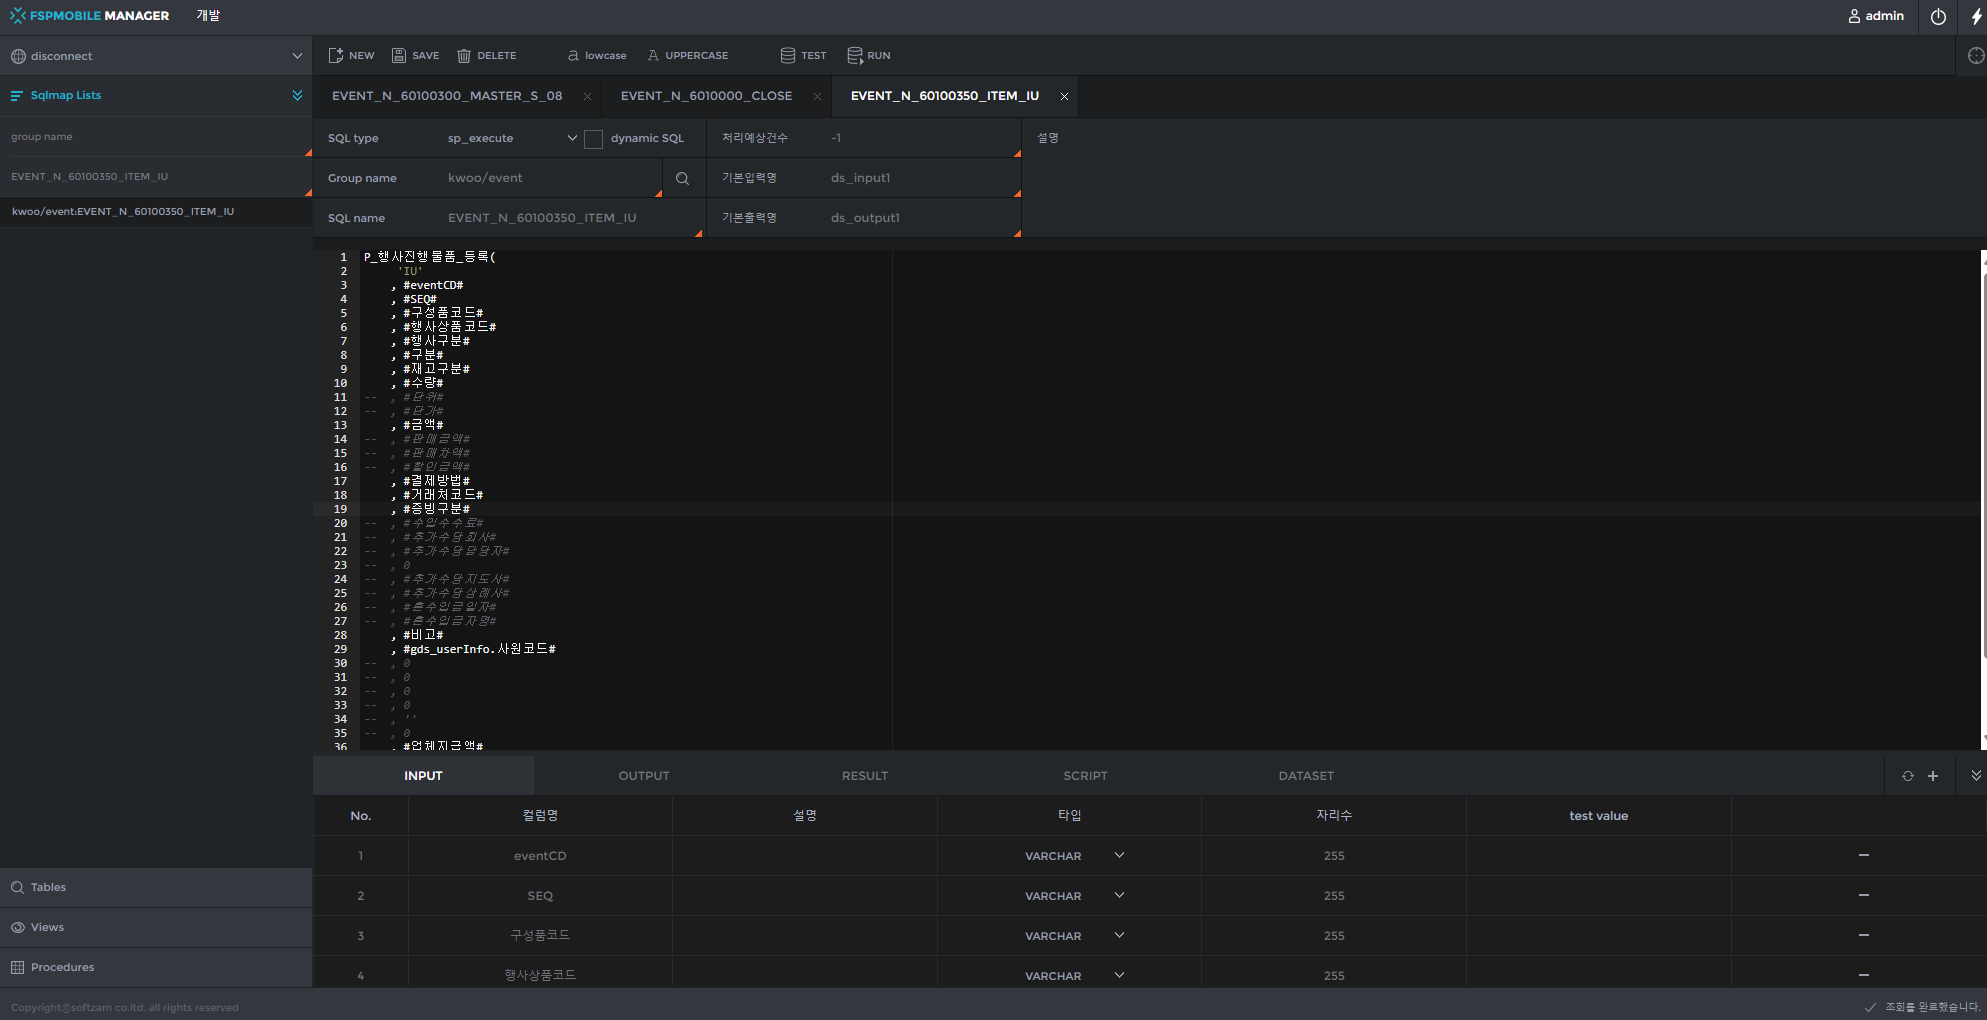 FSPMOBILE MANAGER 개발 admin
disconnect
NEW SAVE DELETE a lowcase A UPPERCASE TEST RUN
Sqlmap Lists
EVENT_N_60100300_MASTER_S_08 × EVENT_N_6010000_CLOSE × EVENT_N_60100350_ITEM_IU ×
group name
EVENT_N_60100350_ITEM_IU
kwoo/event:EVENT_N_60100350_ITEM_IU
SQL type sp_execute dynamic SQL 처리예상건수 -1 설명
Group name kwoo/event 기본입력명 ds_input1
SQL name EVENT_N_60100350_ITEM_IU 기본출력명 ds_output1
1 P_행사진행물품_등록(
2 'IU'
3 , #eventCD#
4 , #SEQ#
5 , #구성품코드#
6 , #행사상품코드#
7 , #행사구분#
8 , #구분#
9 , #재고구분#
10 , #수량#
11 -- , #단위#
12 -- , #단가#
13 , #금액#
14 -- , #판매금액#
15 -- , #판매차액#
16 -- , #할인금액#
17 , #결제방법#
18 , #거래처코드#
19 , #증빙구분#
20 -- , #수입수수료#
21 -- , #추가수당회사#
22 -- , #추가수당담당자#
23 -- , 0
24 -- , #추가수당지도사#
25 -- , #추가수당상례사#
26 -- , #흔수입금일자#
27 -- , #흔수입금자명#
28 , #비고#
29 , #gds_userInfo.사원코드#
30 -- , 0
31 -- , 0
32 -- , 0
33 -- , 0
34 -- , ''
35 -- , 0
36 , #업체지급액#
INPUT OUTPUT RESULT SCRIPT DATASET
No. 컬럼명 설명 타입 자리수 test value
1 eventCD VARCHAR 255
2 SEQ VARCHAR 255
3 구성품코드 VARCHAR 255
4 행사상품코드 VARCHAR 255
Tables
Views
Procedures
Copyright©softzam co.ltd. all rights reserved 조회를 완료했습니다.